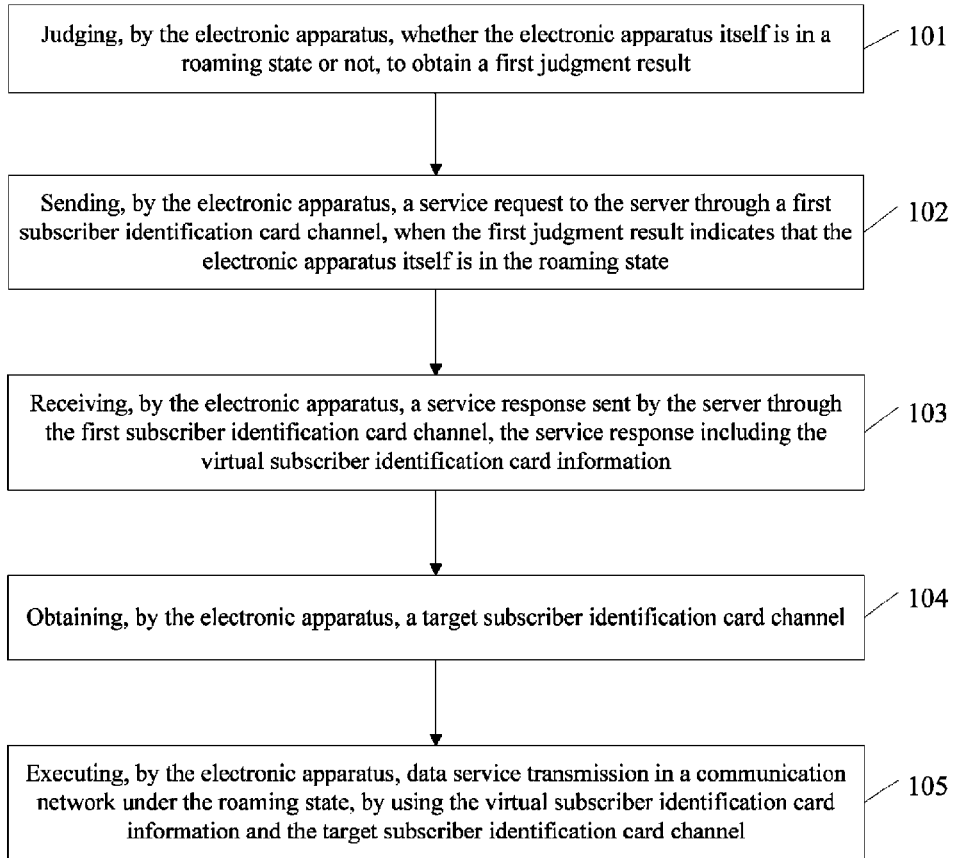 Judging, by the electronic apparatus, whether the electronic apparatus itself is in a
roaming state or not, to obtain a first judgment result
101
Sending, by the electronic apparatus, a service request to the server through a first
subscriber identification card channel, when the first judgment result indicates that the
electronic apparatus itself is in the roaming state
102
Receiving, by the electronic apparatus, a service response sent by the server through
the first subscriber identification card channel, the service response including the
virtual subscriber identification card information
103
Obtaining, by the electronic apparatus, a target subscriber identification card channel
104
Executing, by the electronic apparatus, data service transmission in a communication
network under the roaming state, by using the virtual subscriber identification card
information and the target subscriber identification card channel
105